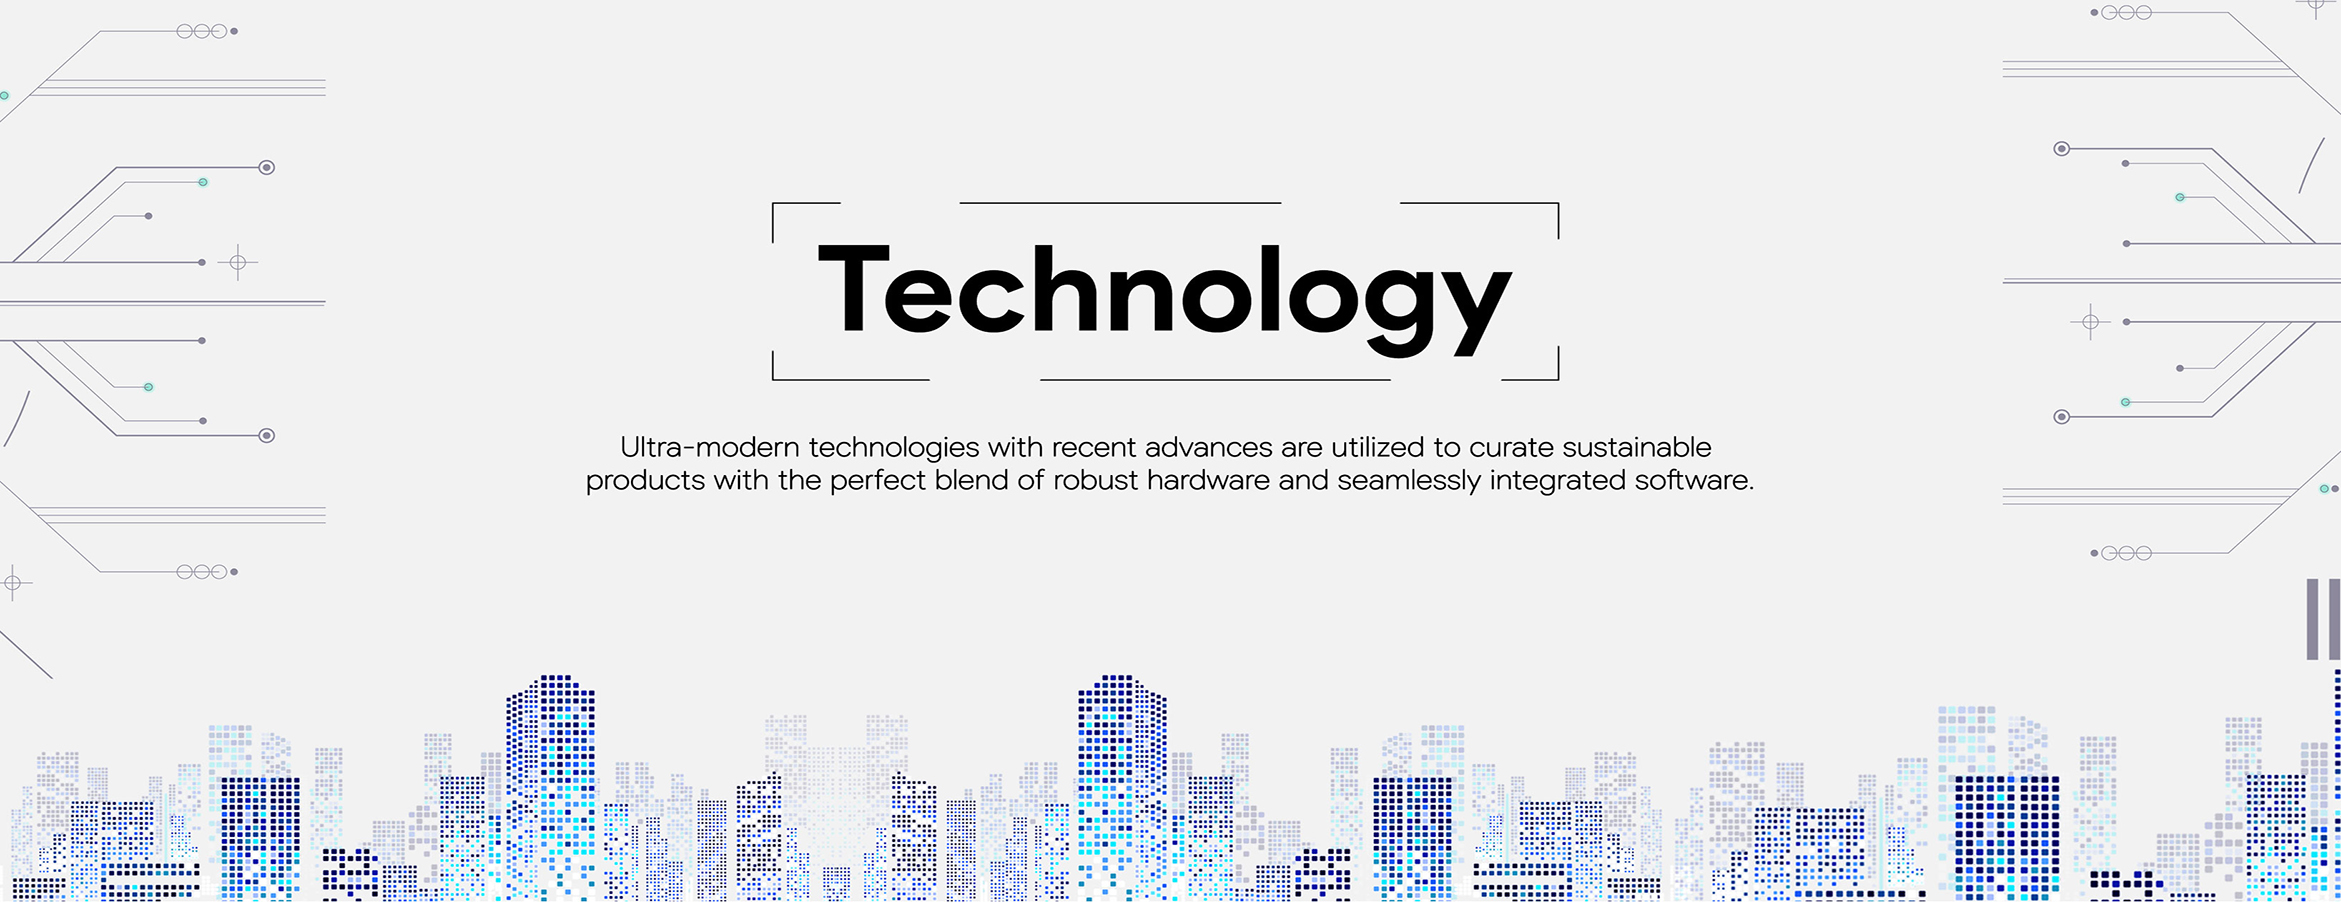 Technology
Ultra-modern technologies with recent advances are utilized to curate sustainable
products with the perfect blend of robust hardware and seamlessly integrated software.